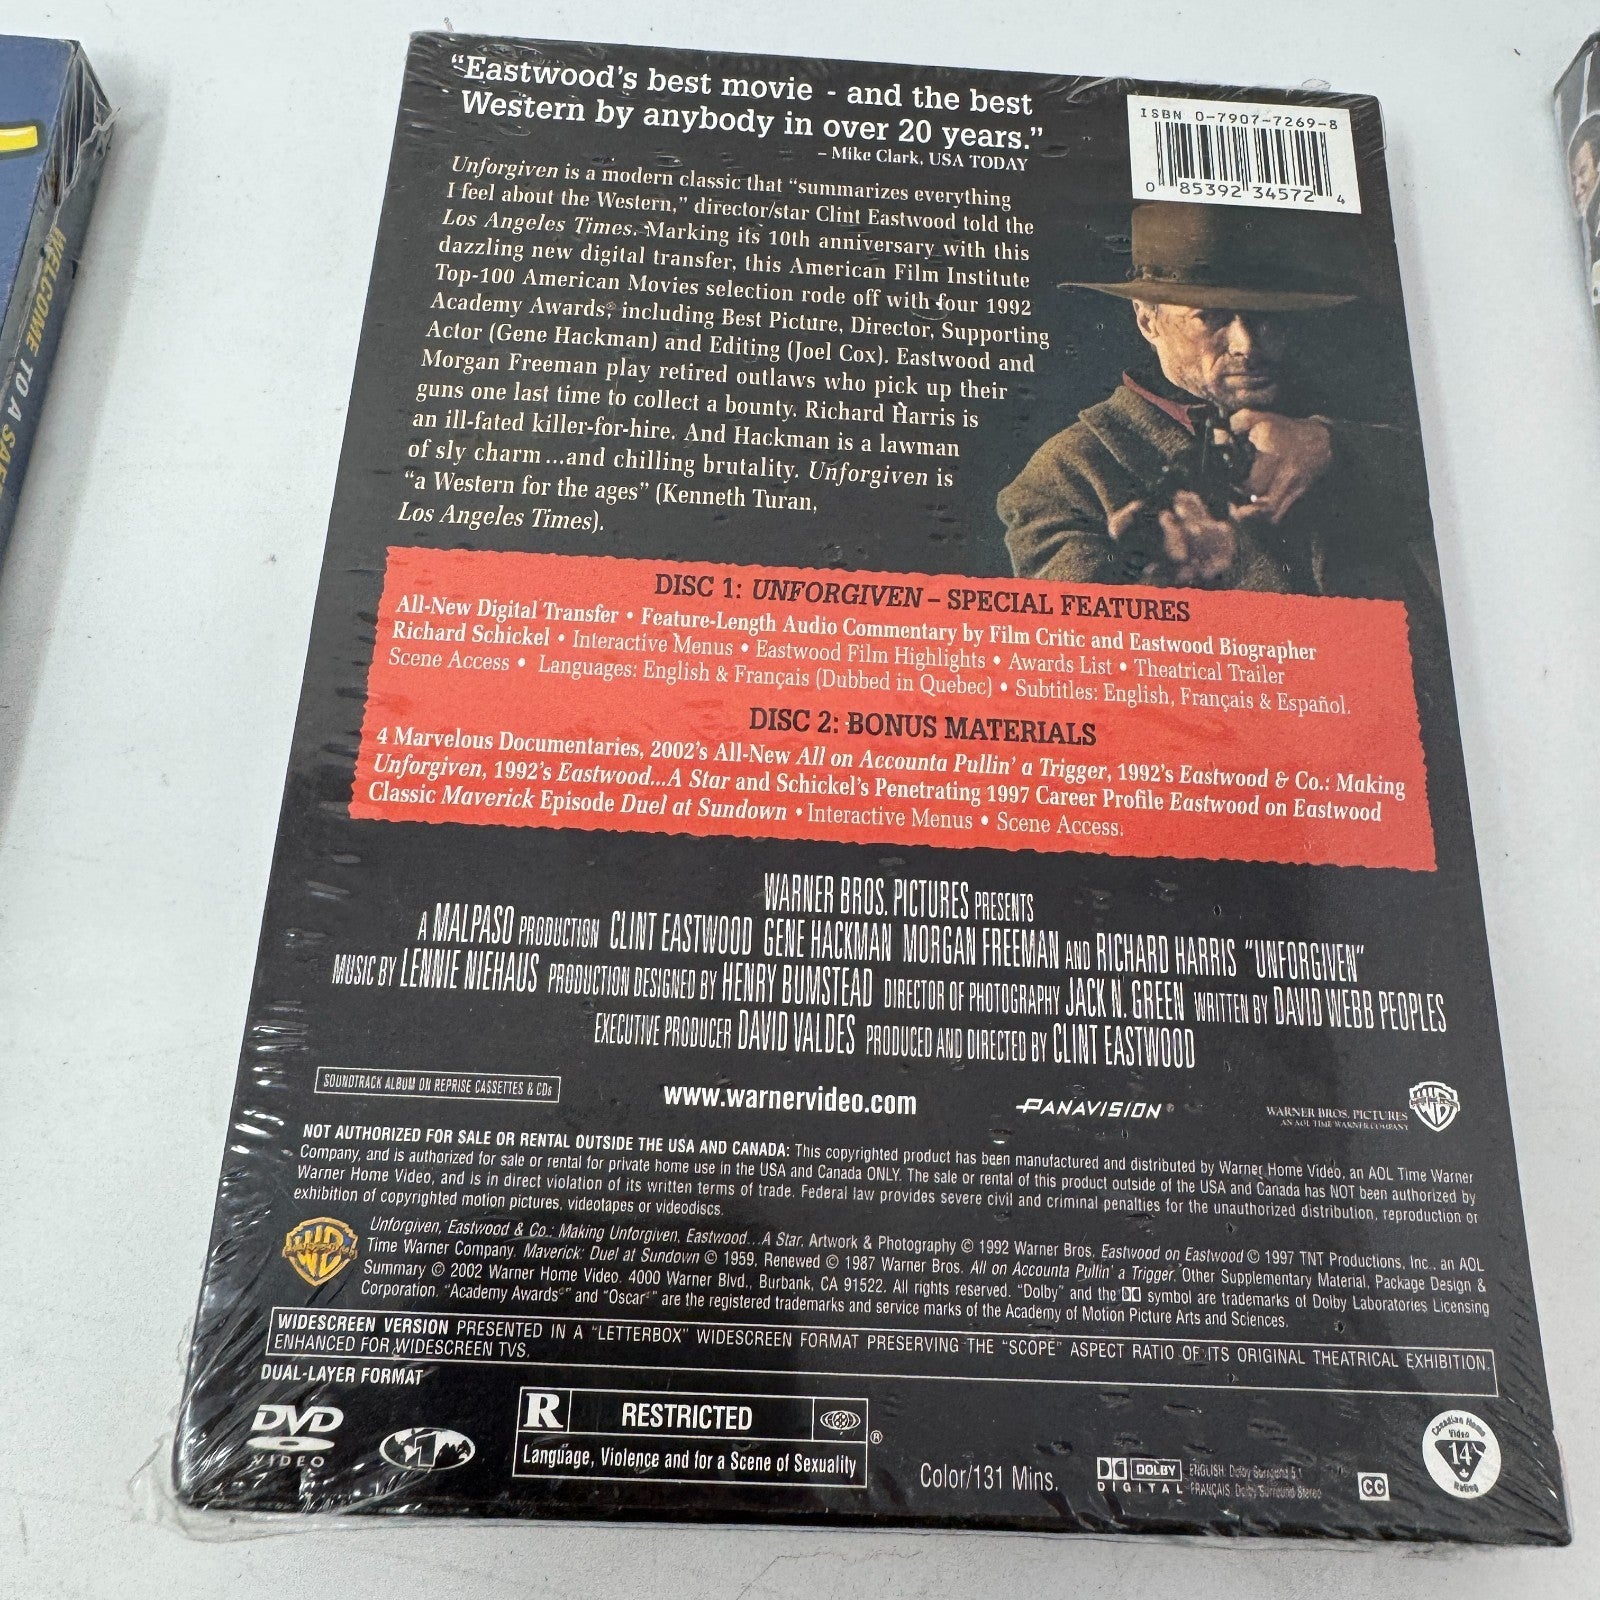 "Eastwood's best movie - and the best
Western by anybody in over 20 years."
– Mike Clark, USA TODAY
ISBN 0-7907-7269-8
0 85392 34572 4
Unforgiven is a modern classic that "summarizes everything
I feel about the Western," director/star Clint Eastwood told the
Los Angeles Times. Marking its 10th anniversary with this
dazzling new digital transfer, this American Film Institute
Top-100 American Movies selection rode off with four 1992
Academy Awards®, including Best Picture, Director, Supporting
Actor (Gene Hackman) and Editing (Joel Cox). Eastwood and
Morgan Freeman play retired outlaws who pick up their
guns one last time to collect a bounty. Richard Harris is
an ill-fated killer-for-hire. And Hackman is a lawman
of sly charm...and chilling brutality. Unforgiven is
"a Western for the ages" (Kenneth Turan,
Los Angeles Times).
DISC 1: UNFORGIVEN – SPECIAL FEATURES
All-New Digital Transfer • Feature-Length Audio Commentary by Film Critic and Eastwood Biographer
Richard Schickel • Interactive Menus • Eastwood Film Highlights • Awards List • Theatrical Trailer
Scene Access • Languages: English & Français (Dubbed in Quebec) • Subtitles: English, Français & Español.
DISC 2: BONUS MATERIALS
4 Marvelous Documentaries, 2002's All-New All on Accounta Pullin' a Trigger, 1992's Eastwood & Co.: Making
Unforgiven, 1992's Eastwood...A Star and Schickel's Penetrating 1997 Career Profile Eastwood on Eastwood
Classic Maverick Episode Duel at Sundown • Interactive Menus • Scene Access.
WARNER BROS. PICTURES PRESENTS
A MALPASO PRODUCTION CLINT EASTWOOD GENE HACKMAN MORGAN FREEMAN AND RICHARD HARRIS "UNFORGIVEN"
MUSIC BY LENNIE NIEHAUS PRODUCTION DESIGNED BY HENRY BUMSTEAD DIRECTOR OF PHOTOGRAPHY JACK N. GREEN WRITTEN BY DAVID WEBB PEOPLES
EXECUTIVE PRODUCER DAVID VALDES PRODUCED AND DIRECTED BY CLINT EASTWOOD
SOUNDTRACK ALBUM ON REPRISE CASSETTES & CDs
www.warnervideo.com
PANAVISION®
WARNER BROS. PICTURES
AN AOL TIME WARNER COMPANY
NOT AUTHORIZED FOR SALE OR RENTAL OUTSIDE THE USA AND CANADA: This copyrighted product has been manufactured and distributed by Warner Home Video, an AOL Time Warner
Company, and is authorized for sale or rental for private home use in the USA and Canada ONLY. The sale or rental of this product outside of the USA and Canada has NOT been authorized by
Warner Home Video, and is in direct violation of its written terms of trade. Federal law provides severe civil and criminal penalties for the unauthorized distribution, reproduction or
exhibition of copyrighted motion pictures, videotapes or videodiscs.
Unforgiven, Eastwood & Co.: Making Unforgiven, Eastwood...A Star, Artwork & Photography © 1992 Warner Bros. Eastwood on Eastwood © 1997 TNT Productions, Inc., an AOL
Time Warner Company. Maverick: Duel at Sundown © 1959, Renewed © 1987 Warner Bros. All on Accounta Pullin' a Trigger, Other Supplementary Material, Package Design &
Summary © 2002 Warner Home Video. 4000 Warner Blvd., Burbank, CA 91522. All rights reserved. "Dolby" and the DD symbol are trademarks of Dolby Laboratories Licensing
Corporation. "Academy Awards®" and "Oscar®" are the registered trademarks and service marks of the Academy of Motion Picture Arts and Sciences.
WIDESCREEN VERSION PRESENTED IN A "LETTERBOX" WIDESCREEN FORMAT PRESERVING THE "SCOPE" ASPECT RATIO OF ITS ORIGINAL THEATRICAL EXHIBITION.
ENHANCED FOR WIDESCREEN TVS.
DUAL-LAYER FORMAT
DVD
VIDEO
1
R RESTRICTED ®
Language, Violence and for a Scene of Sexuality
Color/131 Mins.
DOLBY
DIGITAL
ENGLISH: Dolby Surround 5.1
FRANÇAIS: Dolby Surround Stereo
CC
Canadian Home
Video
14A
Rating
WELCOME TO A